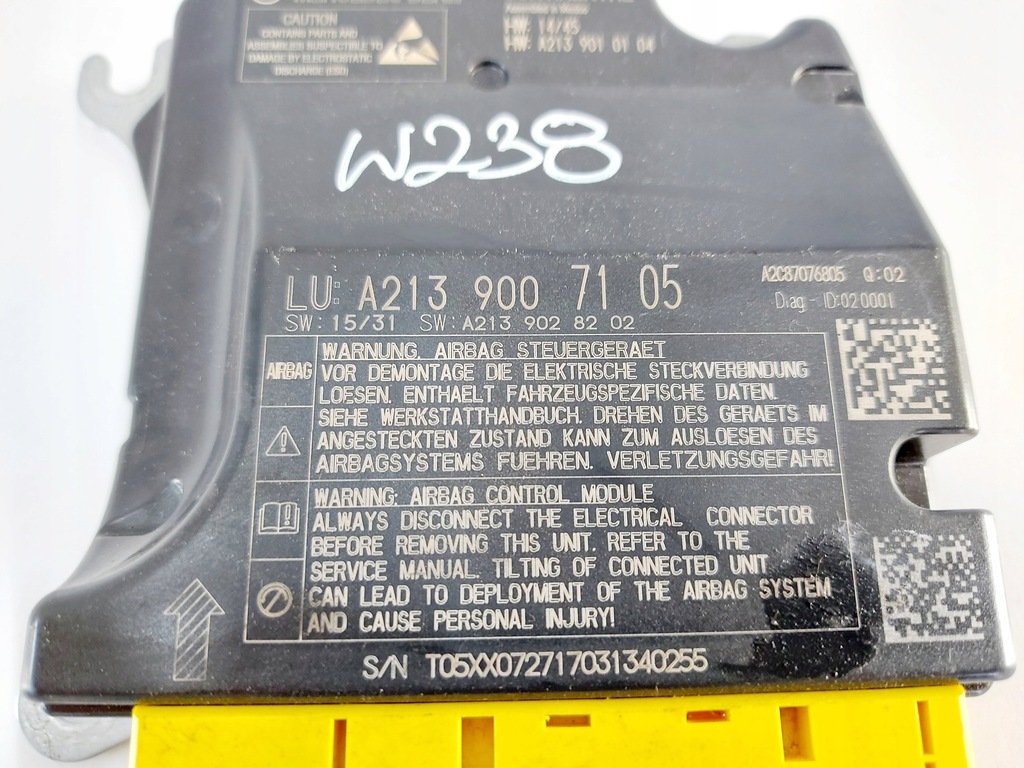 CAUTION
CONTAINS PARTS AND
ASSEMBLIES SUSPECTIBLE TO
DAMAGE BY ELECTROSTATIC
DISCHARGE (ESD)
HW: 14/45
HW: A213 901 01 04
W238
LU: A213 900 71 05
A2C87076805 Q:02
SW: 15/31 SW: A213 902 82 02
Diag - ID:020001
AIRBAG
WARNUNG. AIRBAG STEUERGERAET
VOR DEMONTAGE DIE ELEKTRISCHE STECKVERBINDUNG
LOESEN. ENTHAELT FAHRZEUGSPEZIFISCHE DATEN.
SIEHE WERKSTATTHANDBUCH. DREHEN DES GERAETS IM
ANGESTECKTEN ZUSTAND KANN ZUM AUSLOESEN DES
AIRBAGSYSTEMS FUEHREN. VERLETZUNGSGEFAHR!
WARNING: AIRBAG CONTROL MODULE
ALWAYS DISCONNECT THE ELECTRICAL CONNECTOR
BEFORE REMOVING THIS UNIT. REFER TO THE
SERVICE MANUAL. TILTING OF CONNECTED UNIT
CAN LEAD TO DEPLOYMENT OF THE AIRBAG SYSTEM
AND CAUSE PERSONAL INJURY!
S/N T05XX072717031340255